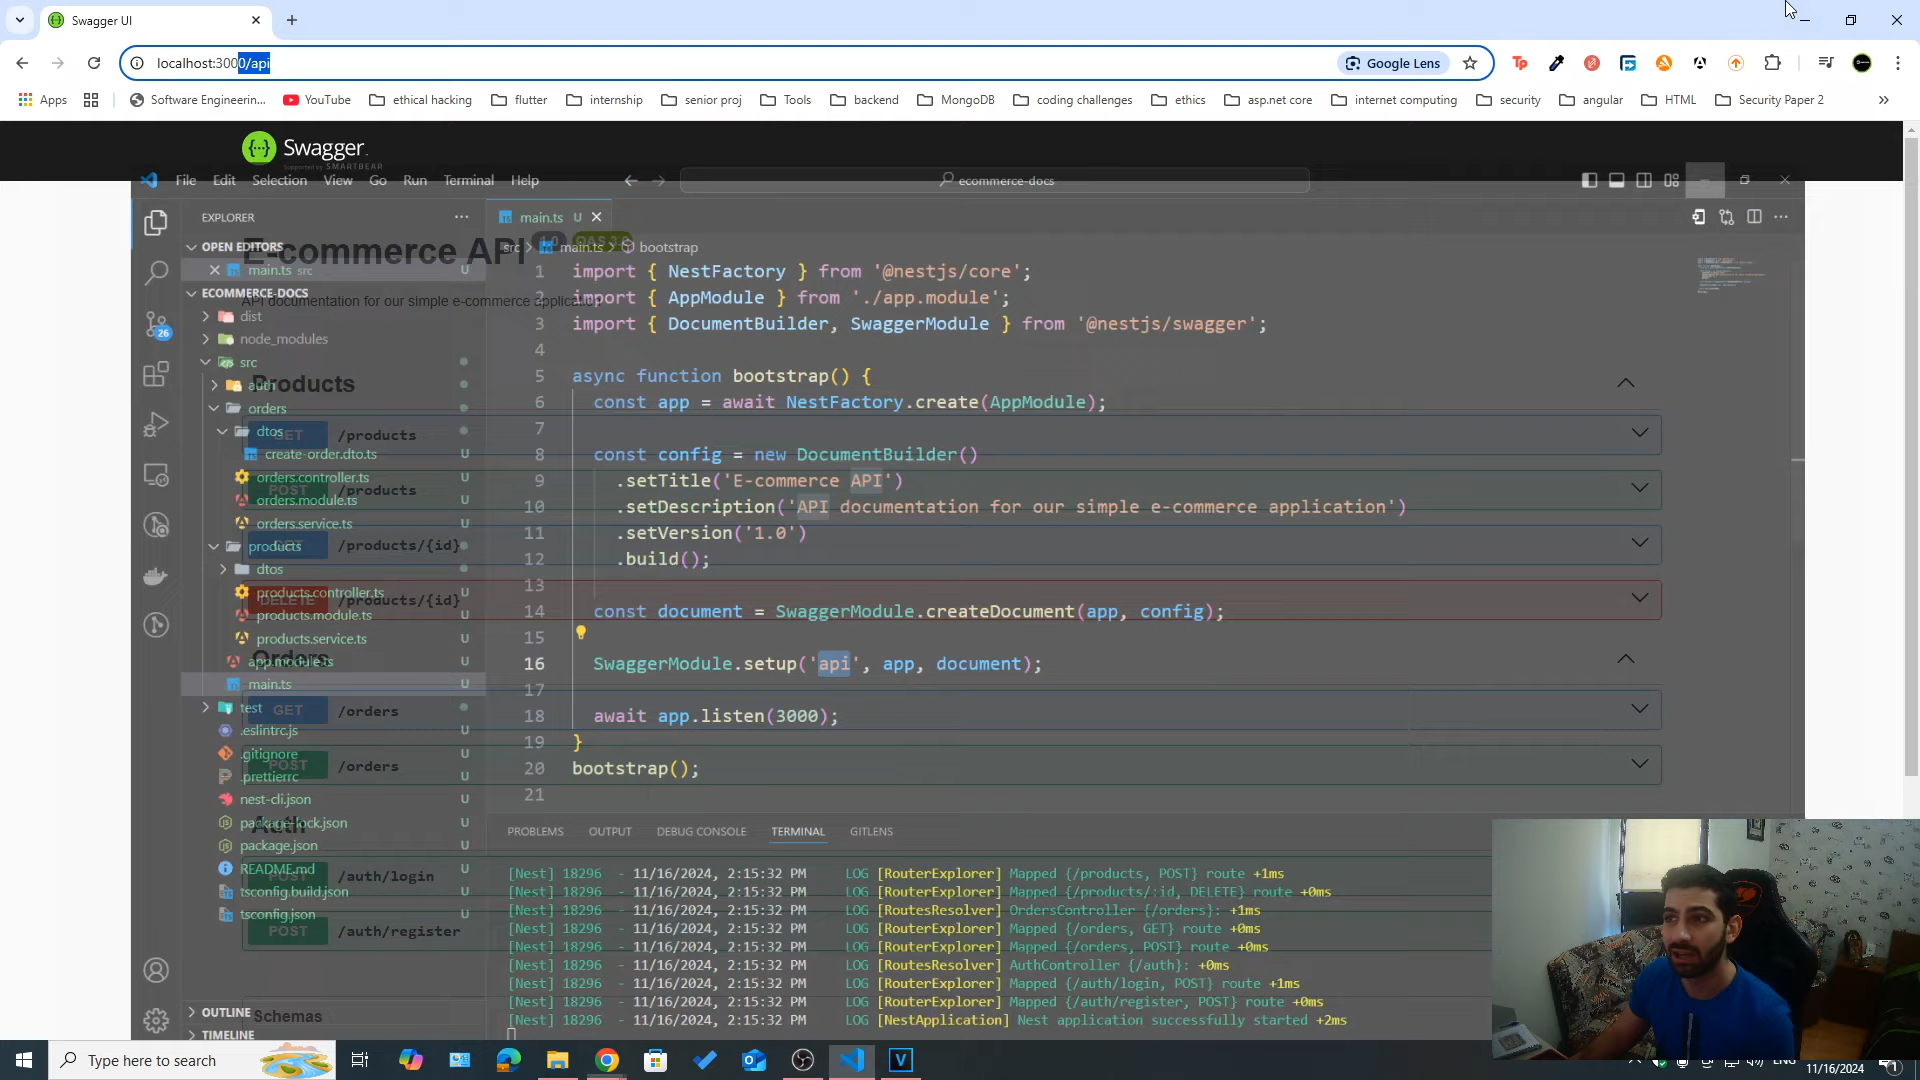 Swagger UI
localhost:3000/api
Google Lens
Apps
Software Engineerin...
YouTube
ethical hacking
flutter
internship
senior proj
Tools
backend
MongoDB
coding challenges
ethics
asp.net core
internet computing
security
angular
HTML
Security Paper 2
Swagger.
Supported by SMARTBEAR
File Edit Selection View Go Run Terminal Help
ecommerce-docs
EXPLORER
main.ts U
OPEN EDITORS
main.ts src U
E-commerce API 1.0
API documentation for our simple e-commerce application
ECOMMERCE-DOCS
dist
node_modules
src
auth
orders
dtos
create-order.dto.ts U
orders.controller.ts U
orders.module.ts U
orders.service.ts U
products
dtos
products.controller.ts U
products.module.ts U
products.service.ts U
app.module.ts U
main.ts U
test
.eslintrc.js U
.gitignore U
.prettierrc U
nest-cli.json U
package-lock.json U
package.json U
README.md U
tsconfig.build.json U
tsconfig.json U
OUTLINE
TIMELINE
26
Products
GET /products
POST /products
GET /products/{id}
DELETE /products/{id}
Orders
GET /orders
POST /orders
Auth
POST /auth/login
POST /auth/register
Schemas
src > main.ts > bootstrap
1 import { NestFactory } from '@nestjs/core';
2 import { AppModule } from './app.module';
3 import { DocumentBuilder, SwaggerModule } from '@nestjs/swagger';
4
5 async function bootstrap() {
6 const app = await NestFactory.create(AppModule);
7
8 const config = new DocumentBuilder()
9 .setTitle('E-commerce API')
10 .setDescription('API documentation for our simple e-commerce application')
11 .setVersion('1.0')
12 .build();
13
14 const document = SwaggerModule.createDocument(app, config);
15
16 SwaggerModule.setup('api', app, document);
17
18 await app.listen(3000);
19 }
20 bootstrap();
21
PROBLEMS OUTPUT DEBUG CONSOLE TERMINAL GITLENS
[Nest] 18296 - 11/16/2024, 2:15:32 PM LOG [RouterExplorer] Mapped {/products, POST} route +1ms
[Nest] 18296 - 11/16/2024, 2:15:32 PM LOG [RouterExplorer] Mapped {/products/:id, DELETE} route +0ms
[Nest] 18296 - 11/16/2024, 2:15:32 PM LOG [RoutesResolver] OrdersController {/orders}: +1ms
[Nest] 18296 - 11/16/2024, 2:15:32 PM LOG [RouterExplorer] Mapped {/orders, GET} route +0ms
[Nest] 18296 - 11/16/2024, 2:15:32 PM LOG [RouterExplorer] Mapped {/orders, POST} route +0ms
[Nest] 18296 - 11/16/2024, 2:15:32 PM LOG [RoutesResolver] AuthController {/auth}: +0ms
[Nest] 18296 - 11/16/2024, 2:15:32 PM LOG [RouterExplorer] Mapped {/auth/login, POST} route +1ms
[Nest] 18296 - 11/16/2024, 2:15:32 PM LOG [RouterExplorer] Mapped {/auth/register, POST} route +0ms
[Nest] 18296 - 11/16/2024, 2:15:32 PM LOG [NestApplication] Nest application successfully started +2ms
Type here to search
ENG
11/16/2024
1